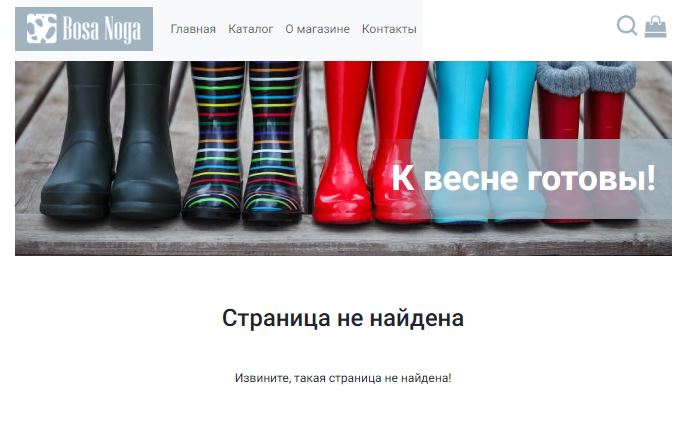 Bosa Noga
Главная Каталог О магазине Контакты
К весне готовы!
Страница не найдена
Извините, такая страница не найдена!